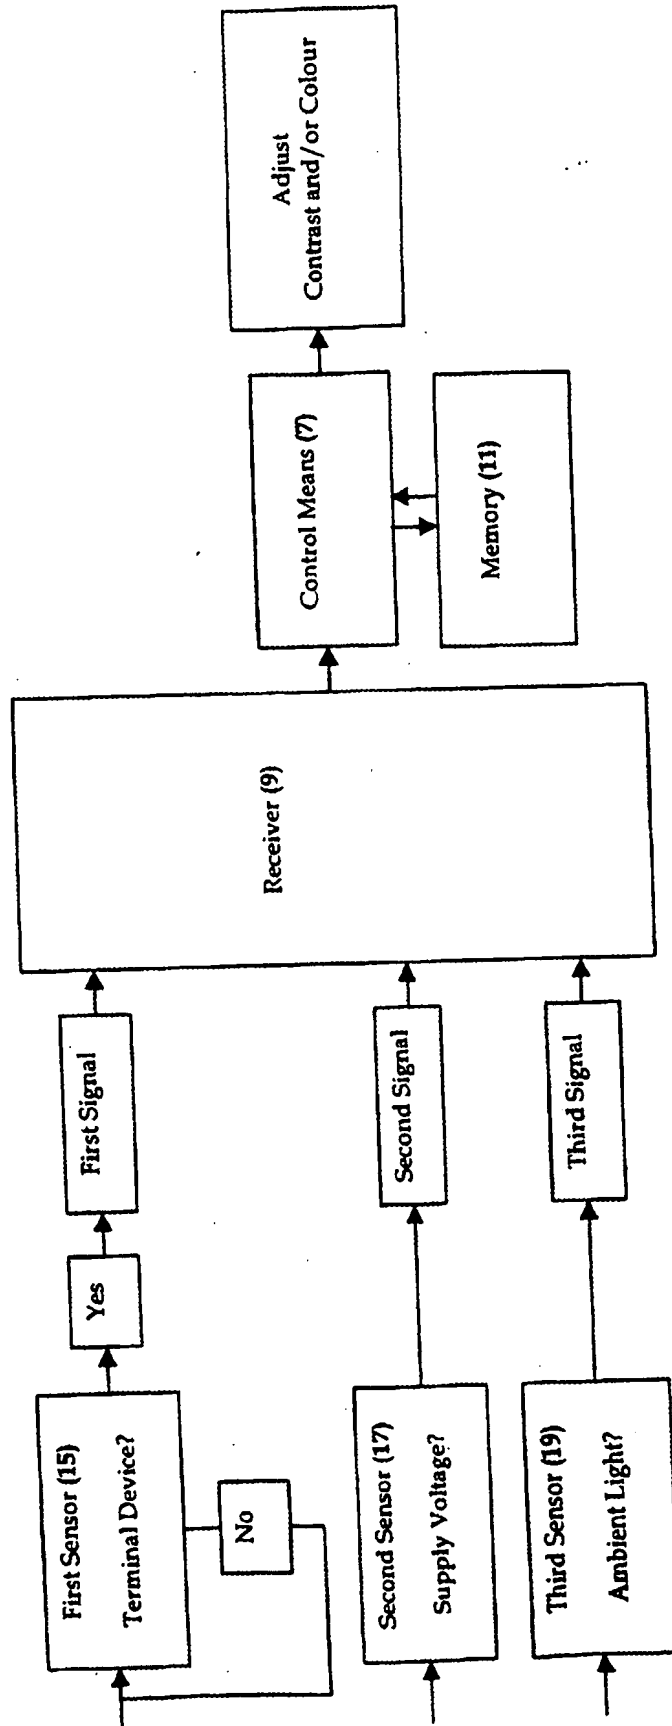 First Sensor (15)
Terminal Device?
Yes
No
First Signal
Second Sensor (17)
Supply Voltage?
Second Signal
Third Sensor (19)
Ambient Light?
Third Signal
Receiver (9)
Control Means (7)
Memory (11)
Adjust
Contrast and/or Colour